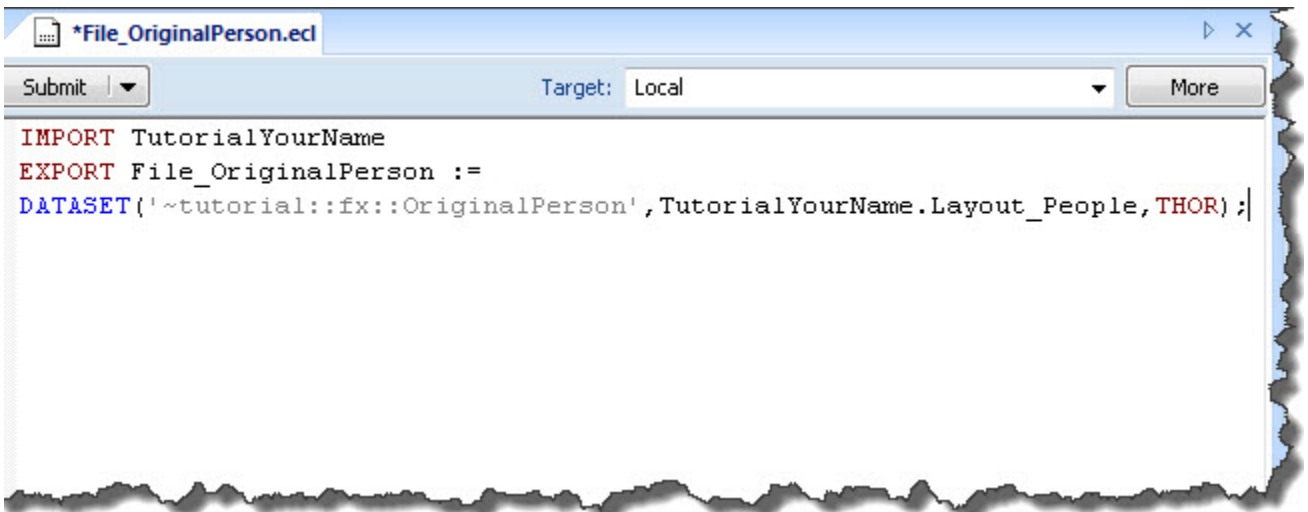 *File_OriginalPerson.ecl
Submit Target: Local More
IMPORT TutorialYourName
EXPORT File_OriginalPerson :=
DATASET('~tutorial::fx::OriginalPerson',TutorialYourName.Layout_People,THOR);